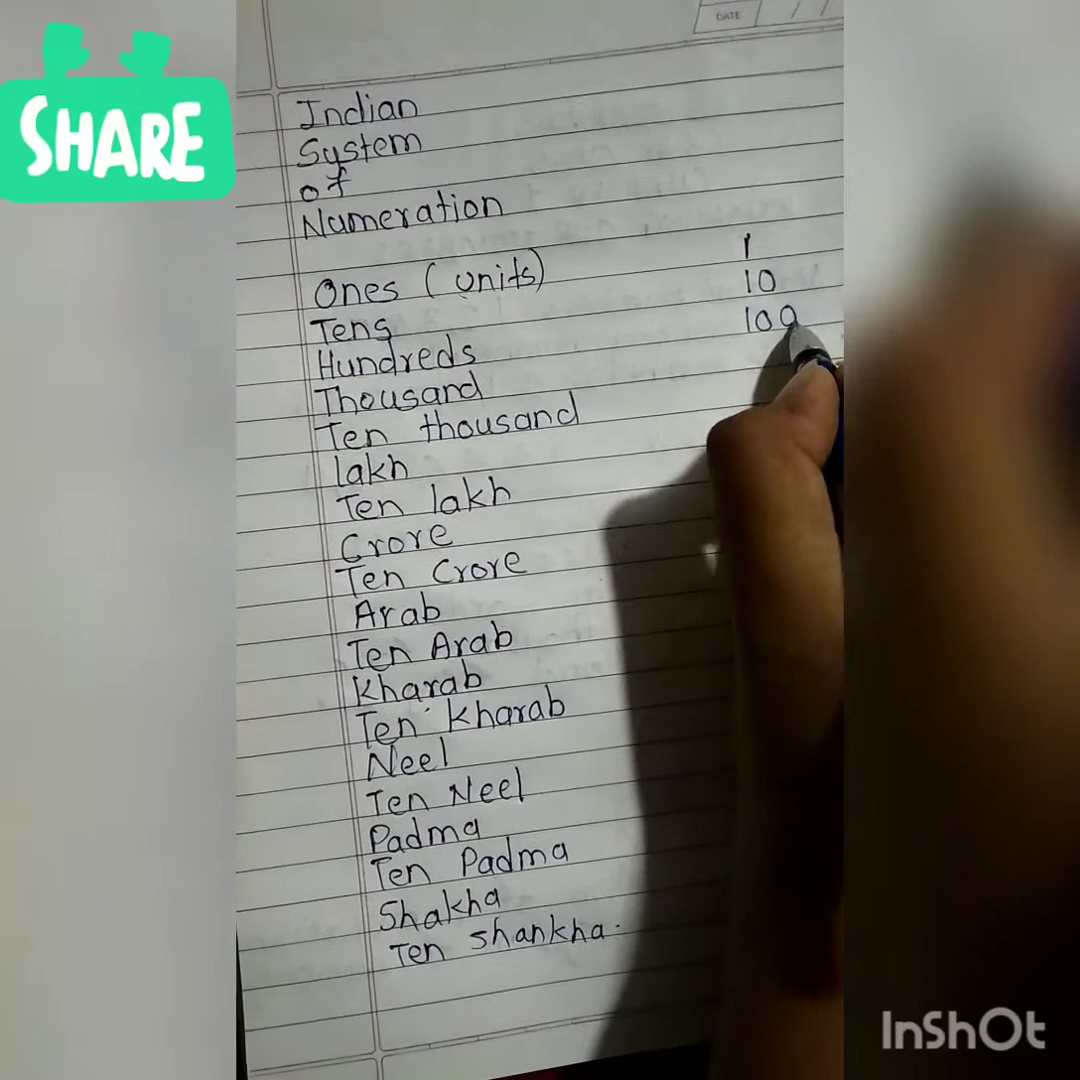 SHARE
DATE / /
Indian
System
of
Numeration
Ones (units) 1
Tens 10
Hundreds 100
Thousand
Ten thousand
lakh
Ten lakh
Crore
Ten Crore
Arab
Ten Arab
Kharab
Ten Kharab
Neel
Ten Neel
Padma
Ten Padma
Shakha
Ten Shankha.
InShOt